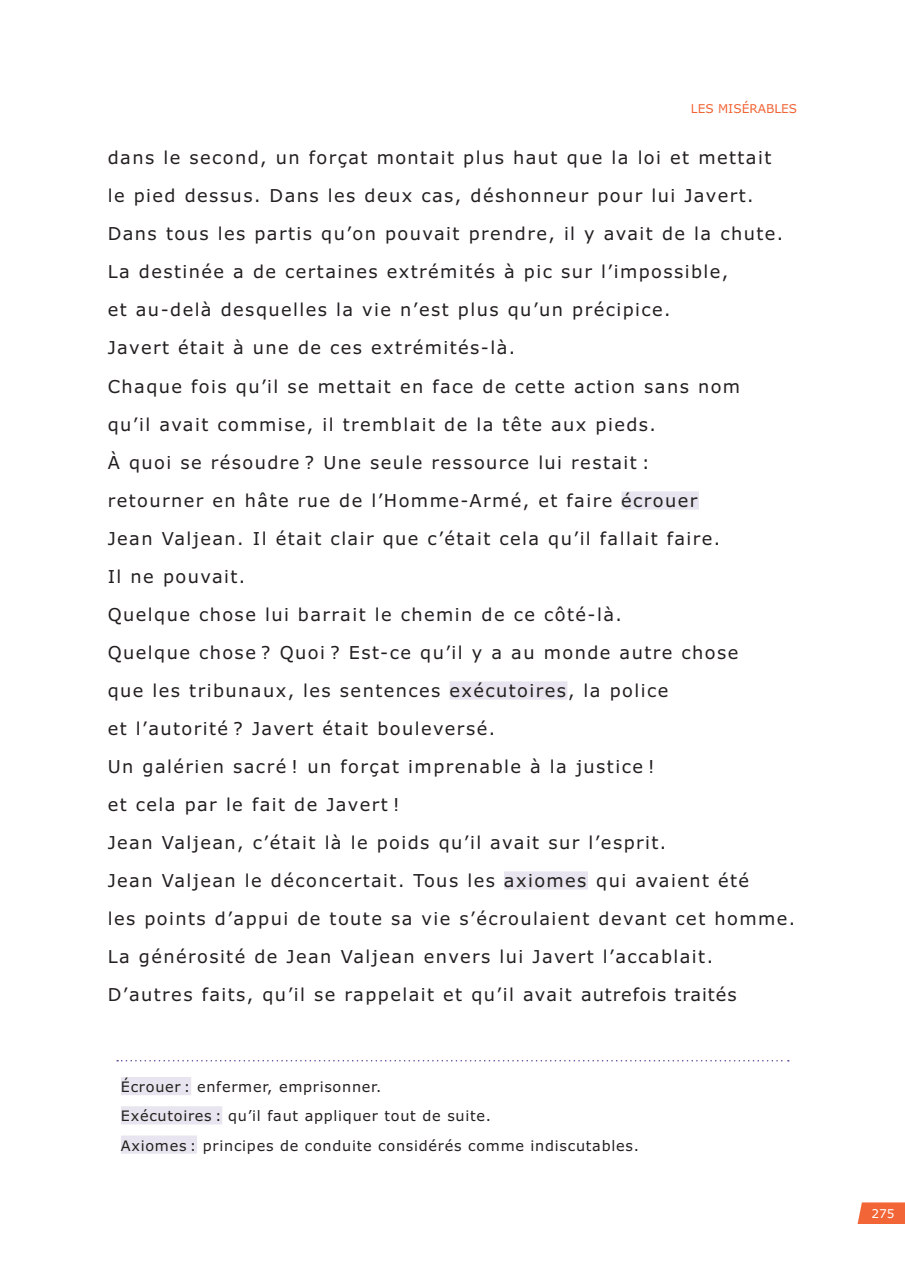 LES MISÉRABLES
dans le second, un forçat montait plus haut que la loi et mettait
le pied dessus. Dans les deux cas, déshonneur pour lui Javert.
Dans tous les partis qu’on pouvait prendre, il y avait de la chute.
La destinée a de certaines extrémités à pic sur l’impossible,
et au-delà desquelles la vie n’est plus qu’un précipice.
Javert était à une de ces extrémités-là.
Chaque fois qu’il se mettait en face de cette action sans nom
qu’il avait commise, il tremblait de la tête aux pieds.
À quoi se résoudre ? Une seule ressource lui restait :
retourner en hâte rue de l’Homme-Armé, et faire écrouer
Jean Valjean. Il était clair que c’était cela qu’il fallait faire.
Il ne pouvait.
Quelque chose lui barrait le chemin de ce côté-là.
Quelque chose ? Quoi ? Est-ce qu’il y a au monde autre chose
que les tribunaux, les sentences exécutoires, la police
et l’autorité ? Javert était bouleversé.
Un galérien sacré ! un forçat imprenable à la justice !
et cela par le fait de Javert !
Jean Valjean, c’était là le poids qu’il avait sur l’esprit.
Jean Valjean le déconcertait. Tous les axiomes qui avaient été
les points d’appui de toute sa vie s’écroulaient devant cet homme.
La générosité de Jean Valjean envers lui Javert l’accablait.
D’autres faits, qu’il se rappelait et qu’il avait autrefois traités
Écrouer : enfermer, emprisonner.
Exécutoires : qu’il faut appliquer tout de suite.
Axiomes : principes de conduite considérés comme indiscutables.
275